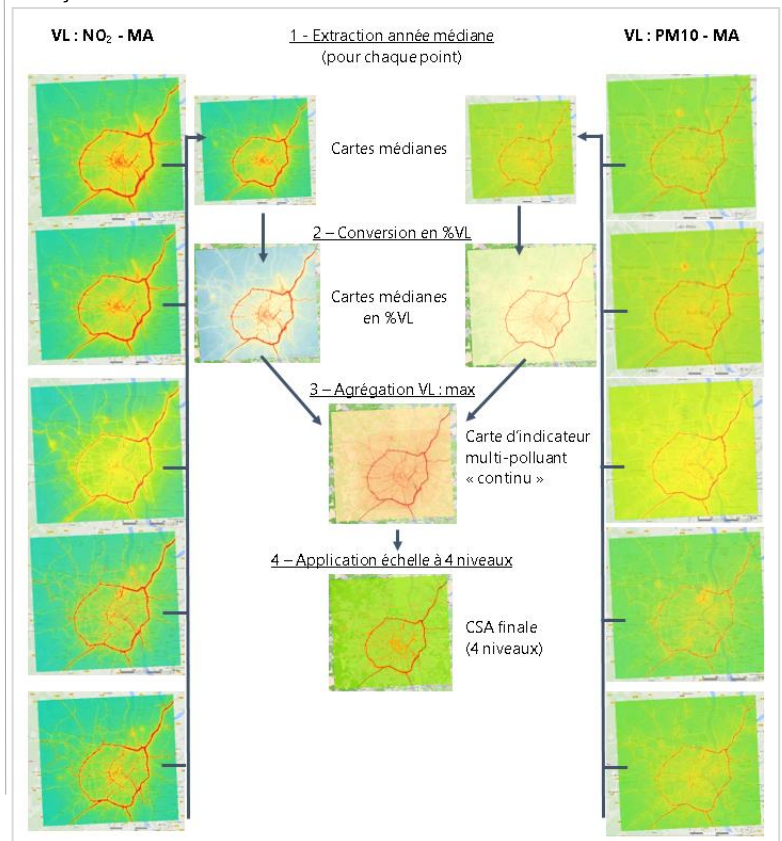 VL : NO₂ - MA
1 - Extraction année médiane
(pour chaque point)
VL : PM10 - MA
Cartes médianes
2 – Conversion en %VL
Cartes médianes
en %VL
3 – Agrégation VL : max
Carte d'indicateur
multi-polluant
« continu »
4 – Application échelle à 4 niveaux
CSA finale
(4 niveaux)